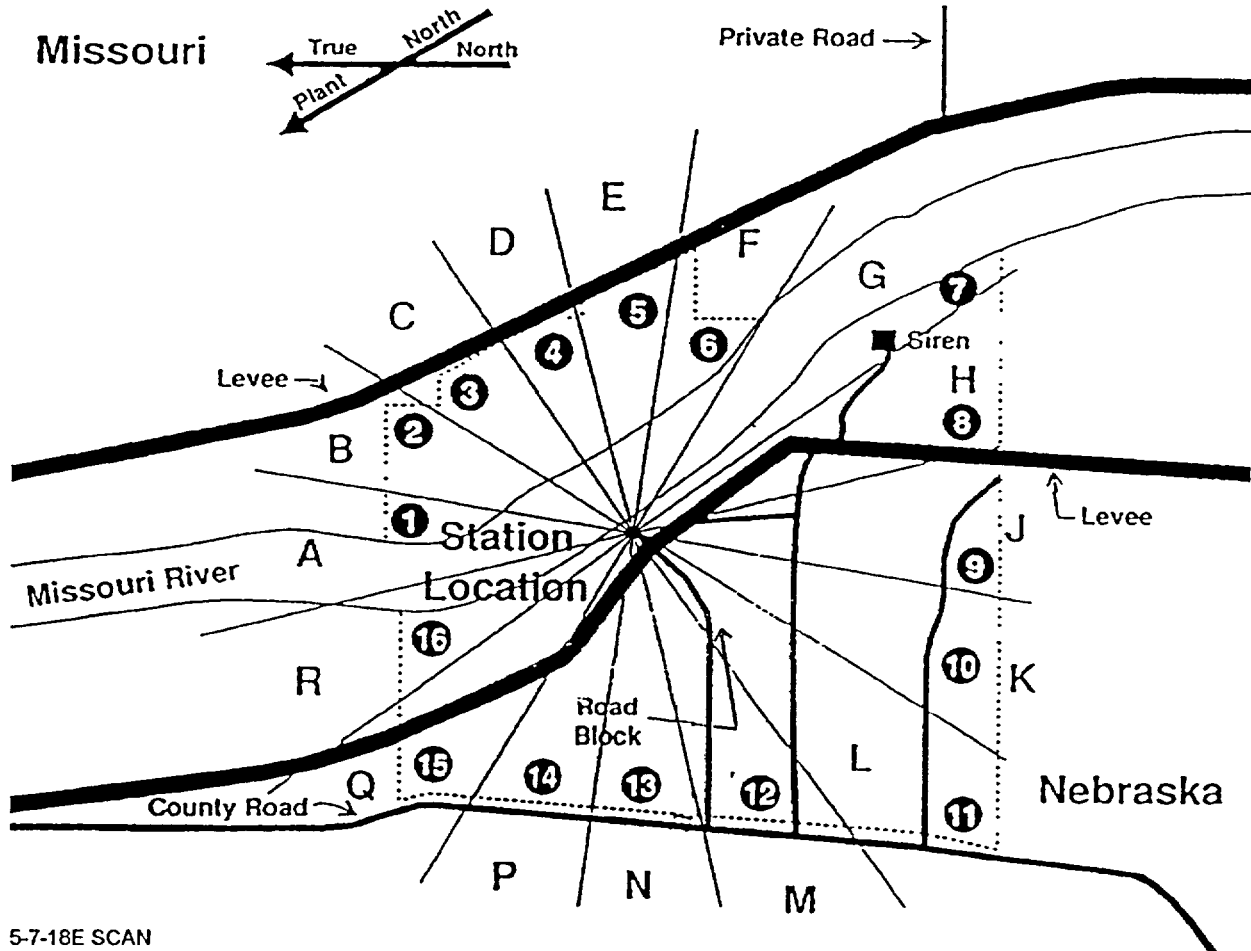 Missouri
True
North
North
Plant
Private Road
E
D
F
C
G
7
5
4
6
Siren
Levee
3
H
2
8
B
1
Station
Location
Levee
J
A
9
Missouri River
16
10
R
K
Road
Block
L
15
14
13
12
Q
Nebraska
County Road
11
P
N
M
5-7-18E SCAN